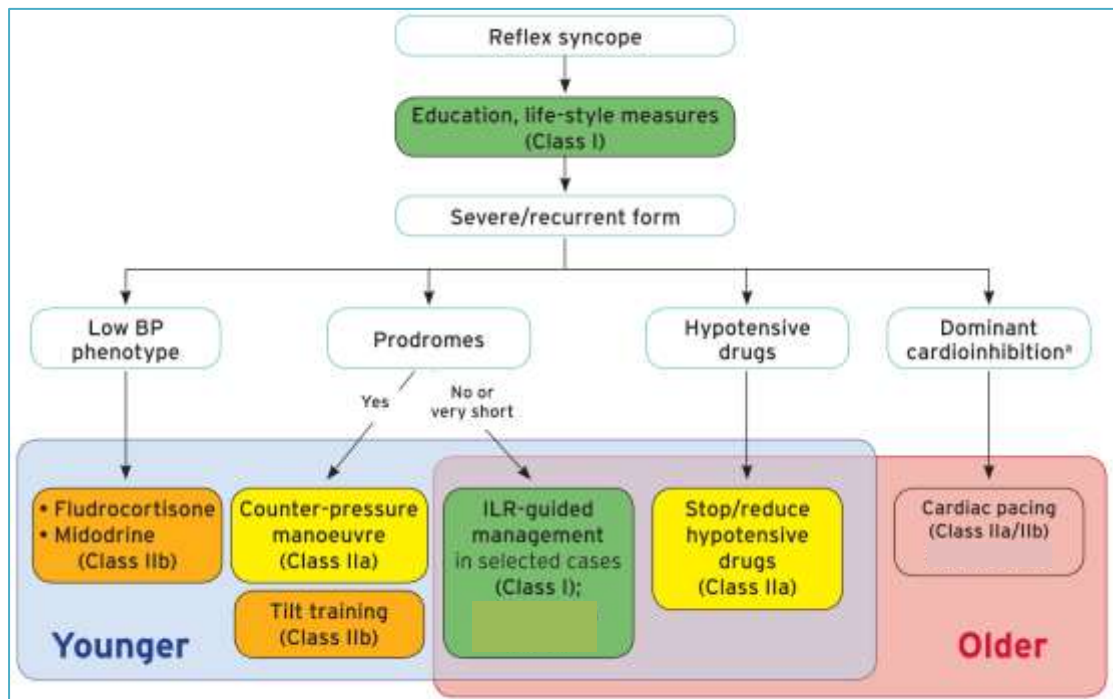 Reflex syncope
Education, life-style measures
(Class I)
Severe/recurrent form
Low BP
phenotype
Prodromes
Hypotensive
drugs
Dominant
cardioinhibitionª
Yes
No or
very short
• Fludrocortisone
• Midodrine
(Class IIb)
Counter-pressure
manoeuvre
(Class IIa)
Tilt training
(Class IIb)
ILR-guided
management
in selected cases
(Class I);
Stop/reduce
hypotensive
drugs
(Class IIa)
Cardiac pacing
(Class IIa/IIb)
Younger
Older